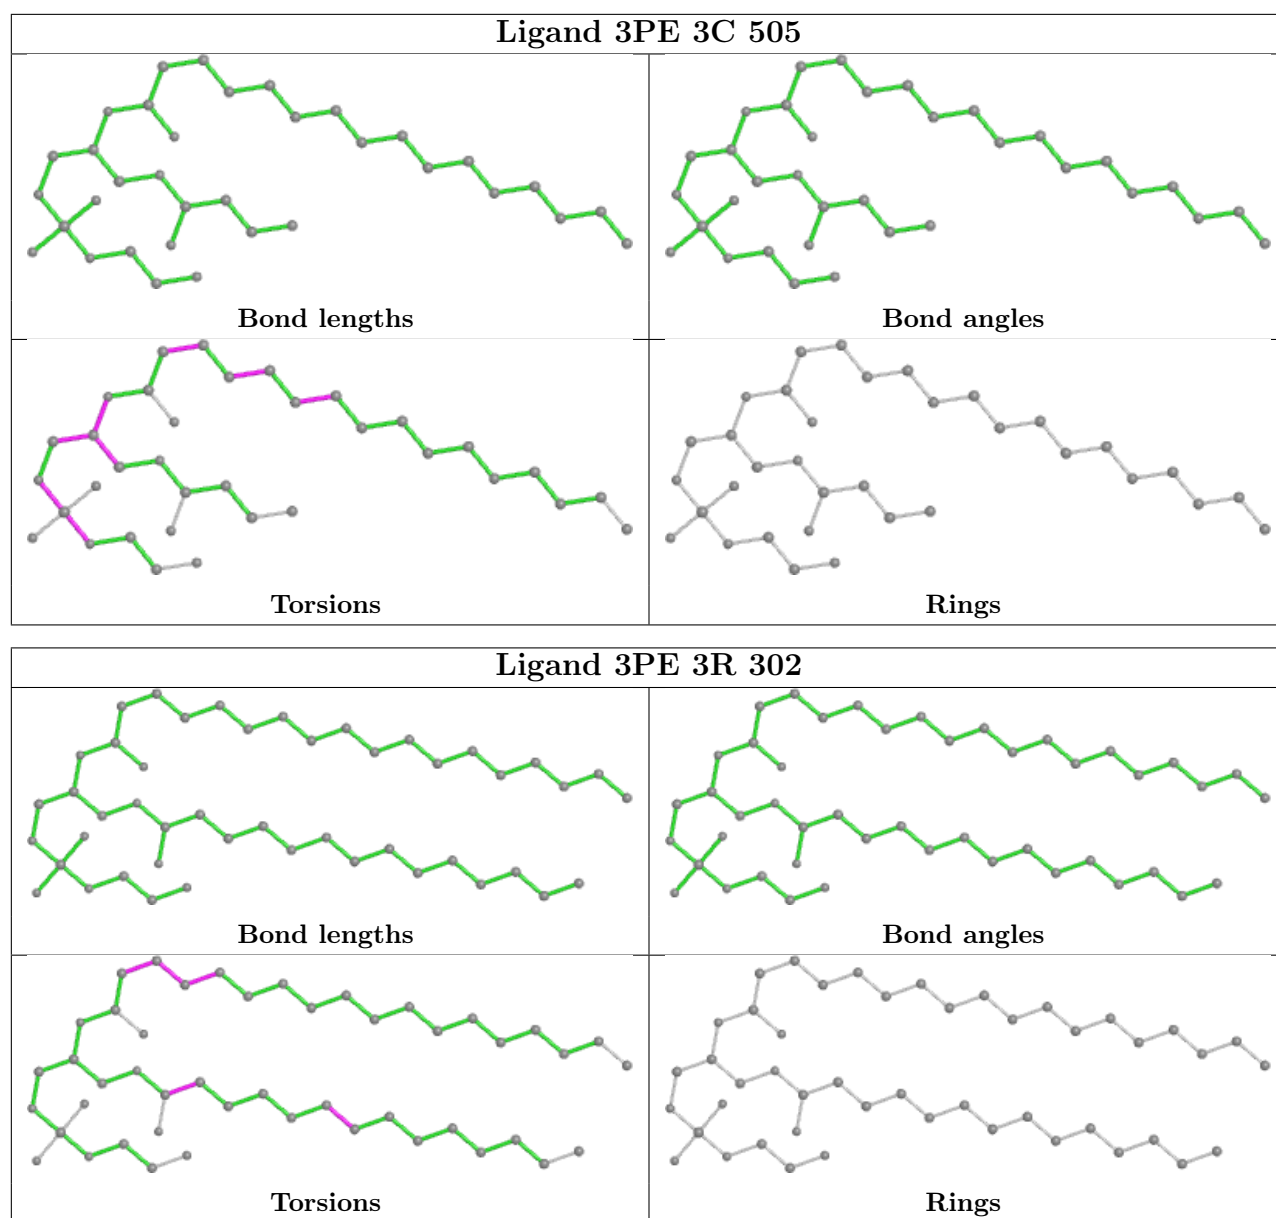 Ligand 3PE 3C 505
Bond lengths
Bond angles
Torsions
Rings
Ligand 3PE 3R 302
Bond lengths
Bond angles
Torsions
Rings